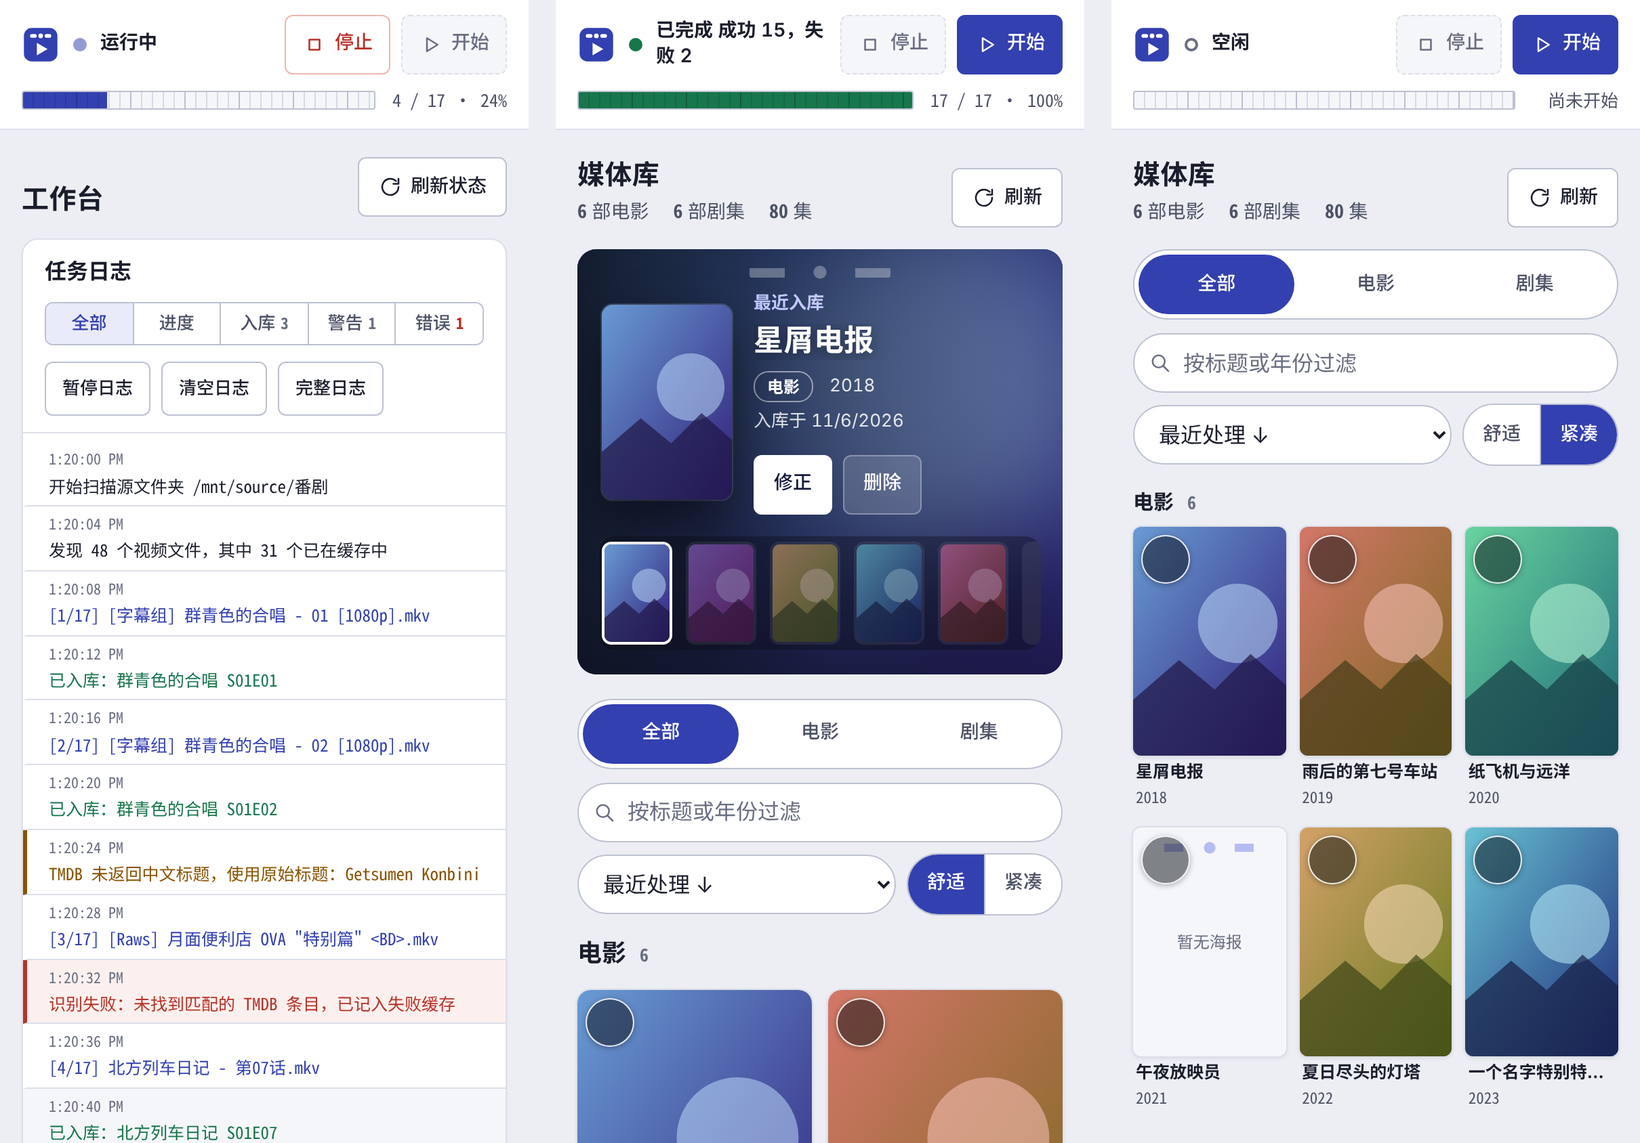 运行中
停止
开始
4 / 17 • 24%
工作台
刷新状态
任务日志
全部
进度
入库 3
警告 1
错误 1
暂停日志
清空日志
完整日志
1:20:00 PM
开始扫描源文件夹 /mnt/source/番剧
1:20:04 PM
发现 48 个视频文件，其中 31 个已在缓存中
1:20:08 PM
[1/17] [字幕组] 群青色的合唱 - 01 [1080p].mkv
1:20:12 PM
已入库：群青色的合唱 S01E01
1:20:16 PM
[2/17] [字幕组] 群青色的合唱 - 02 [1080p].mkv
1:20:20 PM
已入库：群青色的合唱 S01E02
1:20:24 PM
TMDB 未返回中文标题，使用原始标题：Getsumen Konbini
1:20:28 PM
[3/17] [Raws] 月面便利店 OVA "特别篇" <BD>.mkv
1:20:32 PM
识别失败：未找到匹配的 TMDB 条目，已记入失败缓存
1:20:36 PM
[4/17] 北方列车日记 - 第07话.mkv
1:20:40 PM
已入库：北方列车日记 S01E07
已完成 成功 15，失
败 2
停止
开始
17 / 17 • 100%
媒体库
6 部电影 6 部剧集 80 集
刷新
最近入库
星屑电报
电影 2018
入库于 11/6/2026
修正
删除
全部
电影
剧集
按标题或年份过滤
最近处理 ↓
舒适
紧凑
电影 6
空闲
停止
开始
尚未开始
媒体库
6 部电影 6 部剧集 80 集
刷新
全部
电影
剧集
按标题或年份过滤
最近处理 ↓
舒适
紧凑
电影 6
星屑电报
2018
雨后的第七号车站
2019
纸飞机与远洋
2020
暂无海报
午夜放映员
2021
夏日尽头的灯塔
2022
一个名字特别特...
2023